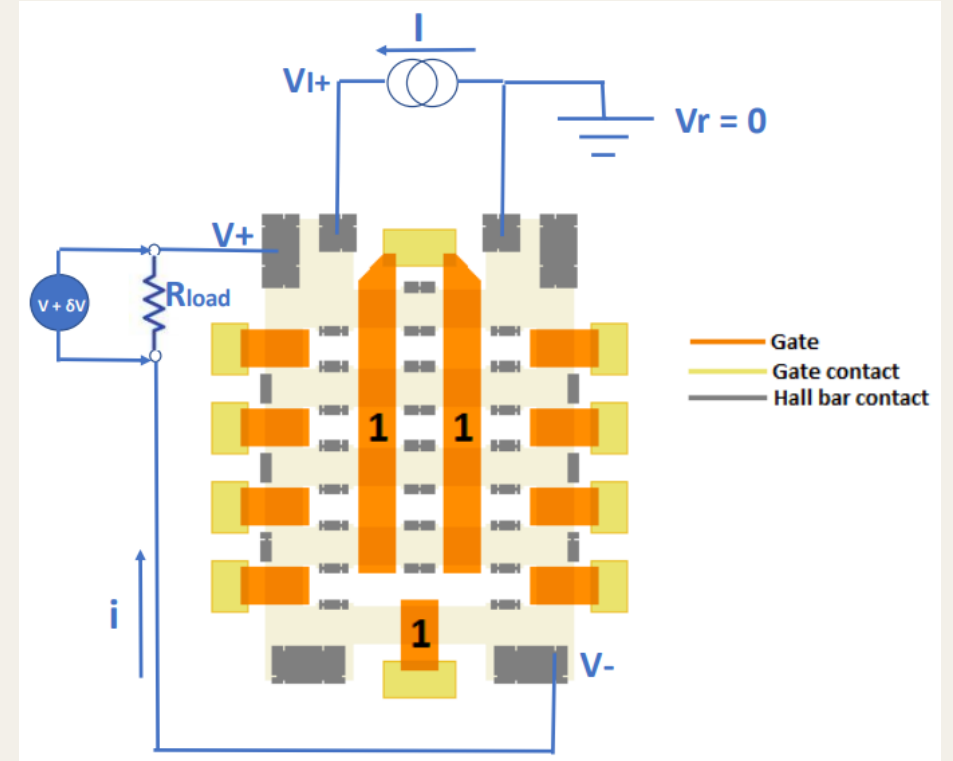 I
VI+
Vr = 0
V+
Rload
V + δV
Gate
Gate contact
Hall bar contact
1
1
i
1
V-